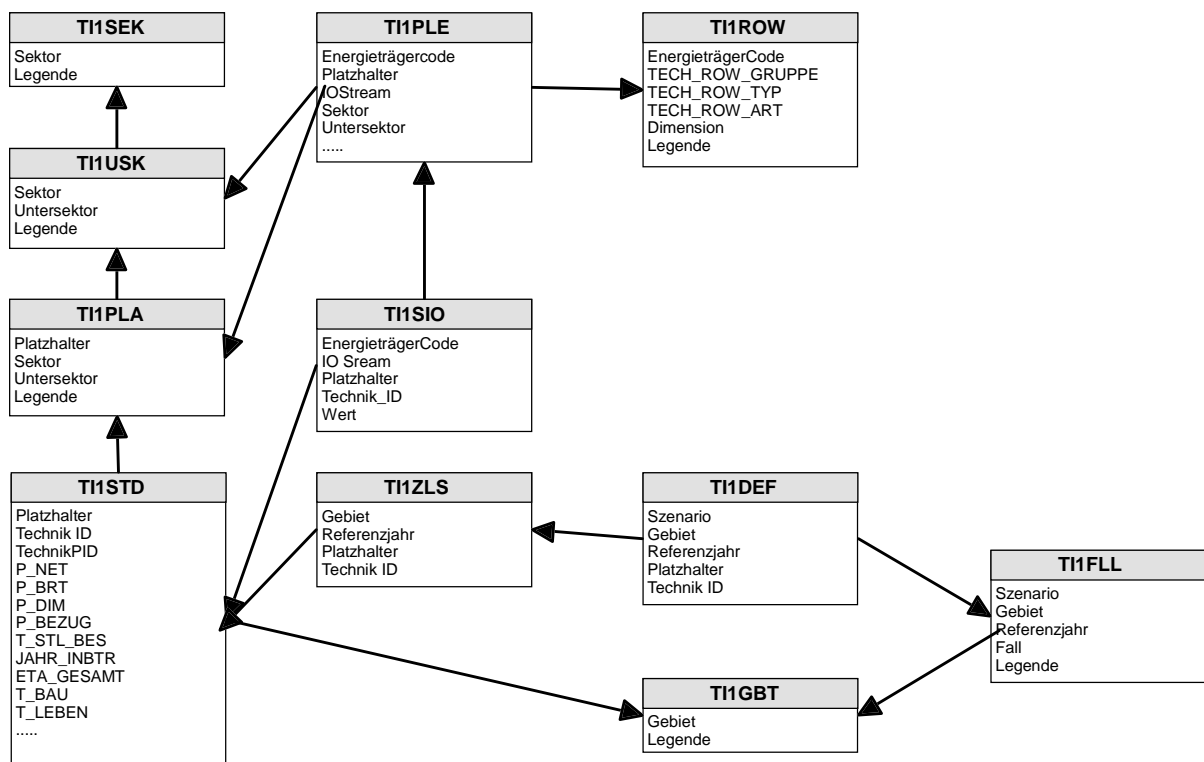 TI1SEK
Sektor
Legende
TI1PLE
Energieträgercode
Platzhalter
IOStream
Sektor
Untersektor
.....
TI1ROW
EnergieträgerCode
TECH_ROW_GRUPPE
TECH_ROW_TYP
TECH_ROW_ART
Dimension
Legende
TI1USK
Sektor
Untersektor
Legende
TI1PLA
Platzhalter
Sektor
Untersektor
Legende
TI1SIO
EnergieträgerCode
IO Sream
Platzhalter
Technik_ID
Wert
TI1STD
Platzhalter
Technik ID
TechnikPID
P_NET
P_BRT
P_DIM
P_BEZUG
T_STL_BES
JAHR_INBTR
ETA_GESAMT
T_BAU
T_LEBEN
.....
TI1ZLS
Gebiet
Referenzjahr
Platzhalter
Technik ID
TI1DEF
Szenario
Gebiet
Referenzjahr
Platzhalter
Technik ID
TI1FLL
Szenario
Gebiet
Referenzjahr
Fall
Legende
TI1GBT
Gebiet
Legende